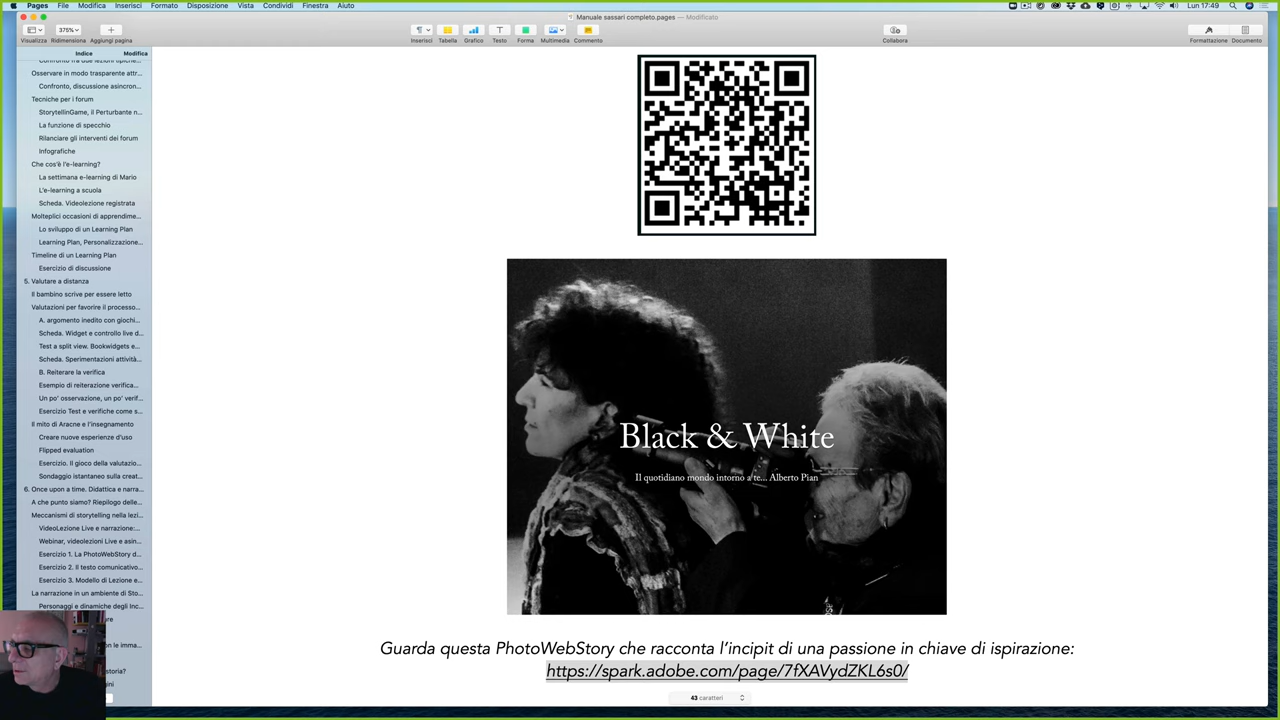 Pages File Modifica Inserisci Formato Disposizione Vista Condividi Finestra Aiuto
Lun 17:49
Manuale sassari completo.pages — Modificato
375%
Visualizza Ridimensiona Aggiungi pagina
Inserisci Tabella Grafico Testo Forma Multimedia Commento
Collabora
Formattazione Documento
Indice Modifica
Confronto fra due lezioni tipiche...
Osservare in modo trasparente attr...
Confronto, discussione asincron...
Tecniche per i forum
StorytellinGame, il Perturbante n...
La funzione di specchio
Rilanciare gli interventi dei forum
Infografiche
Che cos'è l'e-learning?
La settimana e-learning di Mario
L'e-learning a scuola
Scheda. Videolezione registrata
Molteplici occasioni di apprendime...
Lo sviluppo di un Learning Plan
Learning Plan, Personalizzazione...
Timeline di un Learning Plan
Esercizio di discussione
5. Valutare a distanza
Il bambino scrive per essere letto
Valutazioni per favorire il processo...
A. argomento inedito con giochi...
Scheda. Widget e controllo live d...
Test a split view. Bookwidgets e...
Scheda. Sperimentazioni attività...
B. Reiterare la verifica
Esempio di reiterazione verifica...
Un po' osservazione, un po' verif...
Esercizio Test e verifiche come s...
Il mito di Aracne e l'insegnamento
Creare nuove esperienze d'uso
Flipped evaluation
Esercizio. Il gioco della valutazio...
Sondaggio istantaneo sulla creat...
6. Once upon a time. Didattica e narra...
A che punto siamo? Riepilogo delle...
Meccanismi di storytelling nella lezi...
VideoLezione Live e narrazione:...
Webinar, videolezioni Live e asin...
Esercizio 1. La PhotoWebStory d...
Esercizio 2. Il testo comunicativo...
Esercizio 3. Modello di Lezione e...
La narrazione in un ambiente di Sto...
Personaggi e dinamiche degli Inc...
Black & White
Il quotidiano mondo intorno a te... Alberto Pian
Guarda questa PhotoWebStory che racconta l'incipit di una passione in chiave di ispirazione:
https://spark.adobe.com/page/7fXAVydZKL6s0/
43 caratteri